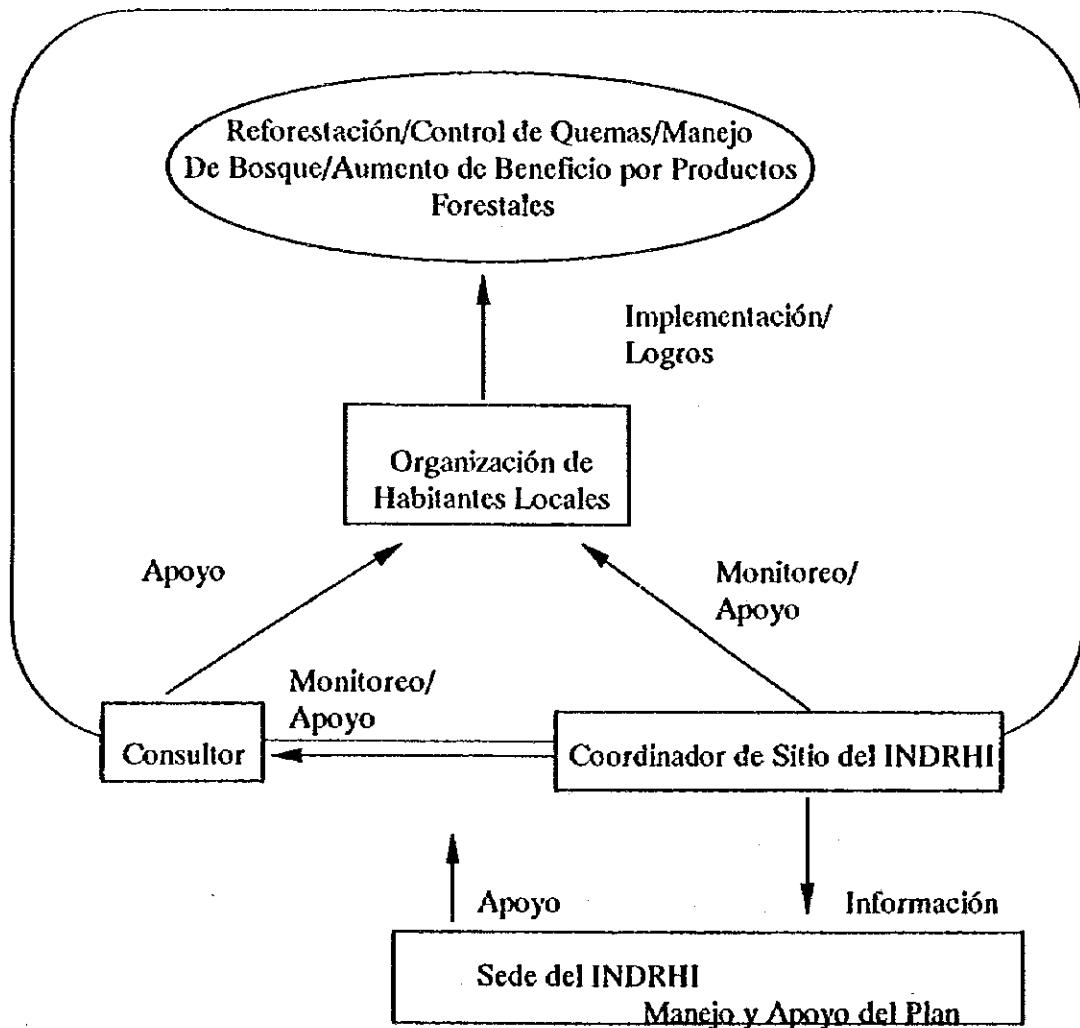 Reforestación/Control de Quemas/Manejo
De Bosque/Aumento de Beneficio por Productos
Forestales
Implementación/
Logros
Organización de
Habitantes Locales
Apoyo
Monitoreo/
Apoyo
Monitoreo/
Apoyo
Consultor
Coordinador de Sitio del INDRHI
Apoyo
Información
Sede del INDRHI
Manejo y Apoyo del Plan